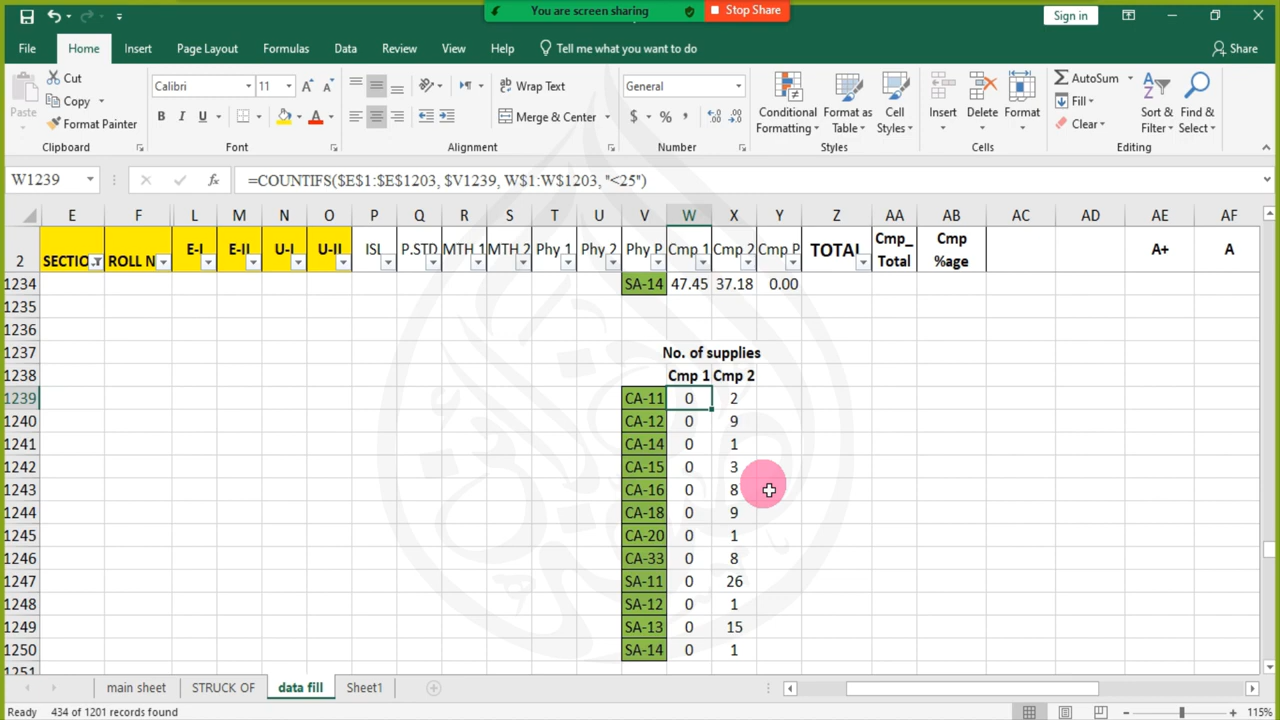 You are screen sharing Stop Share
Sign in
File Home Insert Page Layout Formulas Data Review View Help Tell me what you want to do Share
Paste Cut Copy Format Painter
Calibri 11 B I U A
Wrap Text Merge & Center
General $ % ,
Conditional Formatting Format as Table Cell Styles
Insert Delete Format
AutoSum Fill Clear Sort & Filter Find & Select
Clipboard Font Alignment Number Styles Cells Editing
W1239 fx =COUNTIFS($E$1:$E$1203, $V1239, W$1:W$1203, "<25")
E F L M N O P Q R S T U V W X Y Z AA AB AC AD AE AF
2 SECTIO ROLL N E-I E-II U-I U-II ISL P.STD. MTH 1 MTH 2 Phy 1 Phy 2 Phy P Cmp 1 Cmp 2 Cmp P TOTAL Cmp_ Total Cmp %age A+ A
1234 SA-14 47.45 37.18 0.00
1235
1236
1237 No. of supplies
1238 Cmp 1 Cmp 2
1239 CA-11 0 2
1240 CA-12 0 9
1241 CA-14 0 1
1242 CA-15 0 3
1243 CA-16 0 8
1244 CA-18 0 9
1245 CA-20 0 1
1246 CA-33 0 8
1247 SA-11 0 26
1248 SA-12 0 1
1249 SA-13 0 15
1250 SA-14 0 1
1251
main sheet STRUCK OF data fill Sheet1
Ready 434 of 1201 records found 115%